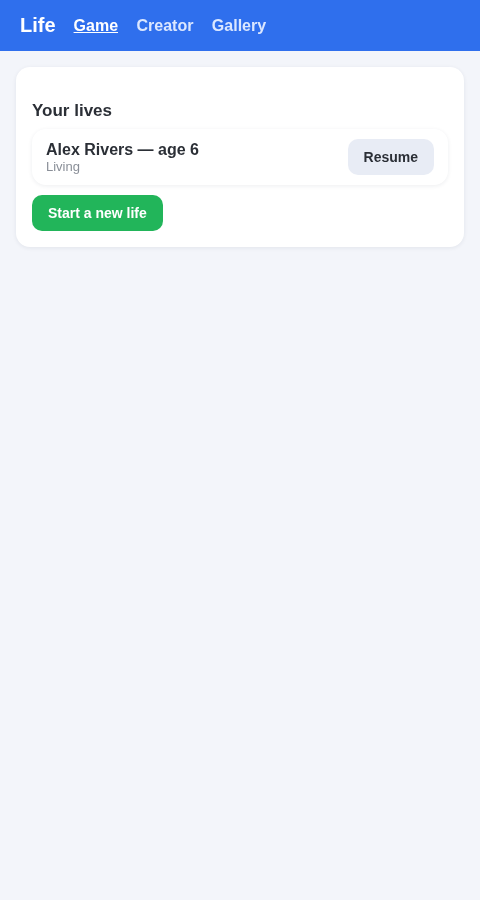 Life Game Creator Gallery
Your lives
Alex Rivers — age 6
Living
Resume
Start a new life